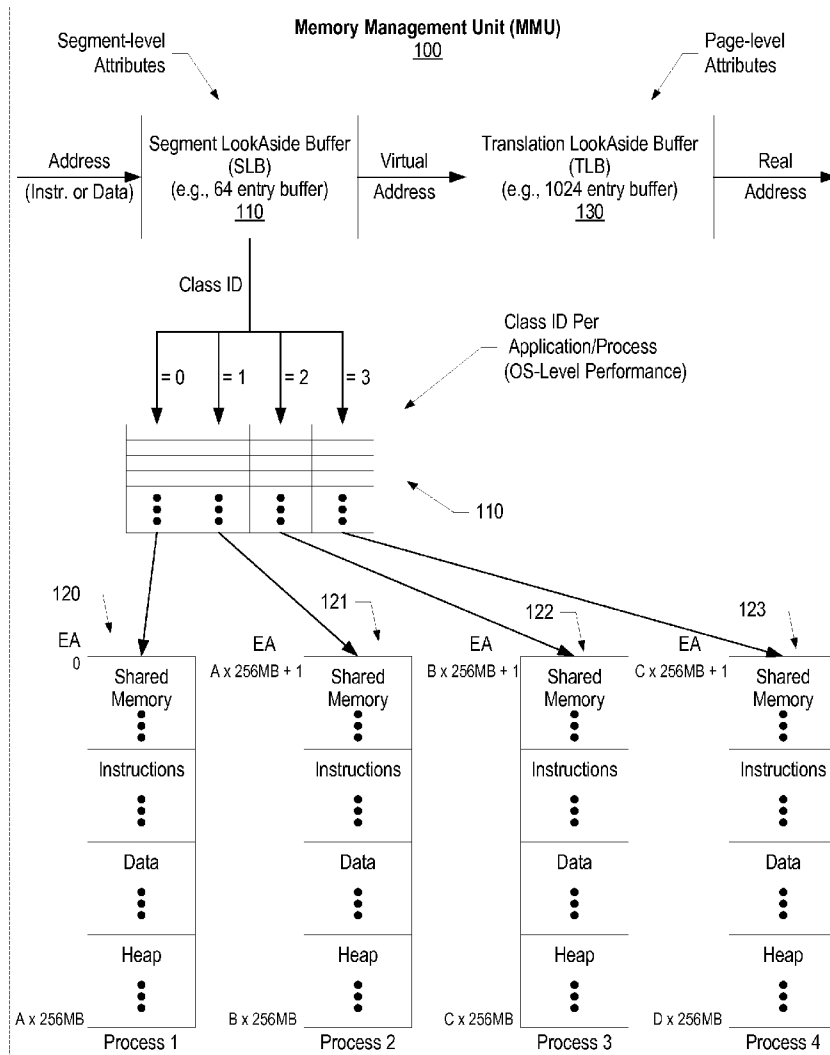 Memory Management Unit (MMU)
100
Segment-level
Attributes
Page-level
Attributes
Address
(Instr. or Data)
Segment LookAside Buffer
(SLB)
(e.g., 64 entry buffer)
110
Virtual
Address
Translation LookAside Buffer
(TLB)
(e.g., 1024 entry buffer)
130
Real
Address
Class ID
= 0
= 1
= 2
= 3
Class ID Per
Application/Process
(OS-Level Performance)
110
120
121
122
123
EA
0
EA
A x 256MB + 1
EA
B x 256MB + 1
EA
C x 256MB + 1
Shared
Memory
Instructions
Data
Heap
A x 256MB
Process 1
Shared
Memory
Instructions
Data
Heap
B x 256MB
Process 2
Shared
Memory
Instructions
Data
Heap
C x 256MB
Process 3
Shared
Memory
Instructions
Data
Heap
D x 256MB
Process 4